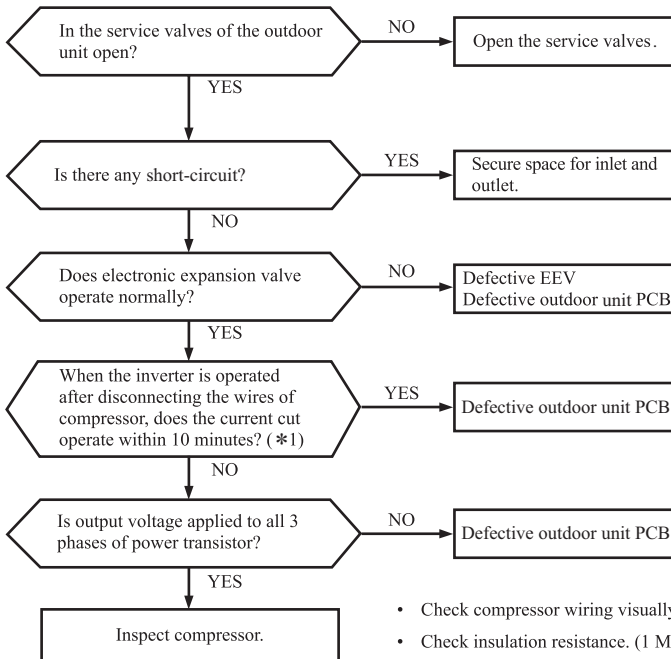 In the service valves of the outdoor
unit open?
NO
Open the service valves.
YES
Is there any short-circuit?
YES
Secure space for inlet and
outlet.
NO
Does electronic expansion valve
operate normally?
NO
Defective EEV
Defective outdoor unit PCB
YES
When the inverter is operated
after disconnecting the wires of
compressor, does the current cut
operate within 10 minutes? (*1)
YES
Defective outdoor unit PCB
NO
Is output voltage applied to all 3
phases of power transistor?
NO
Defective outdoor unit PCB
YES
Inspect compressor.
• Check compressor wiring visually
• Check insulation resistance. (1 M